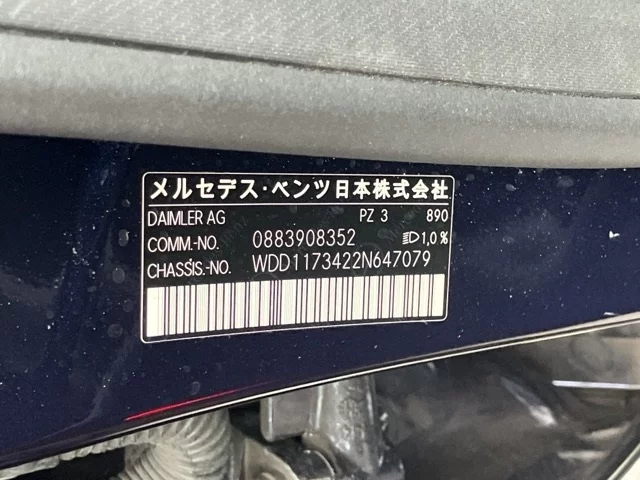 メルセデス・ベンツ日本株式会社
DAIMLER AG PZ 3 890
COMM.-NO. 0883908352 1,0%
CHASSIS.-NO. WDD1173422N647079